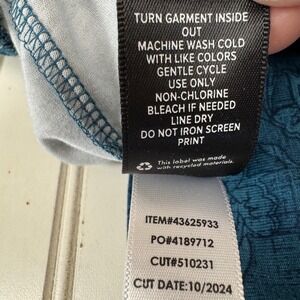 TURN GARMENT INSIDE
OUT
MACHINE WASH COLD
WITH LIKE COLORS
GENTLE CYCLE
USE ONLY
NON-CHLORINE
BLEACH IF NEEDED
LINE DRY
DO NOT IRON SCREEN
PRINT
This label was made
with recycled materials.
ITEM#43625933
PO#4189712
CUT#510231
CUT DATE:10/2024